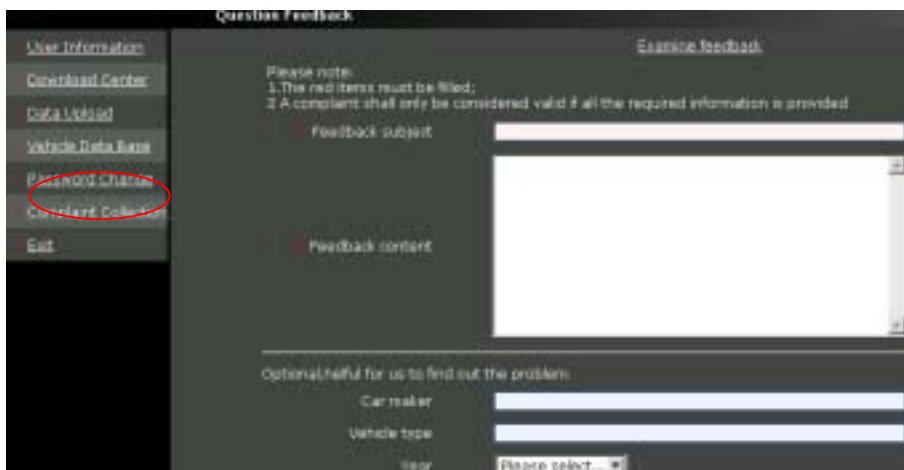 Question Feedback
User Information
Download Center
Data Upload
Vehicle Data Base
Password Change
Complaint Collection
Exit
Examine feedback
Please note:
1.The red items must be filled;
2 A complaint shall only be considered valid if all the required information is provided
* Feedback subject
* Feedback content
Optional,helful for us to find out the problem
Car maker
Vehicle type
Year
Please select...